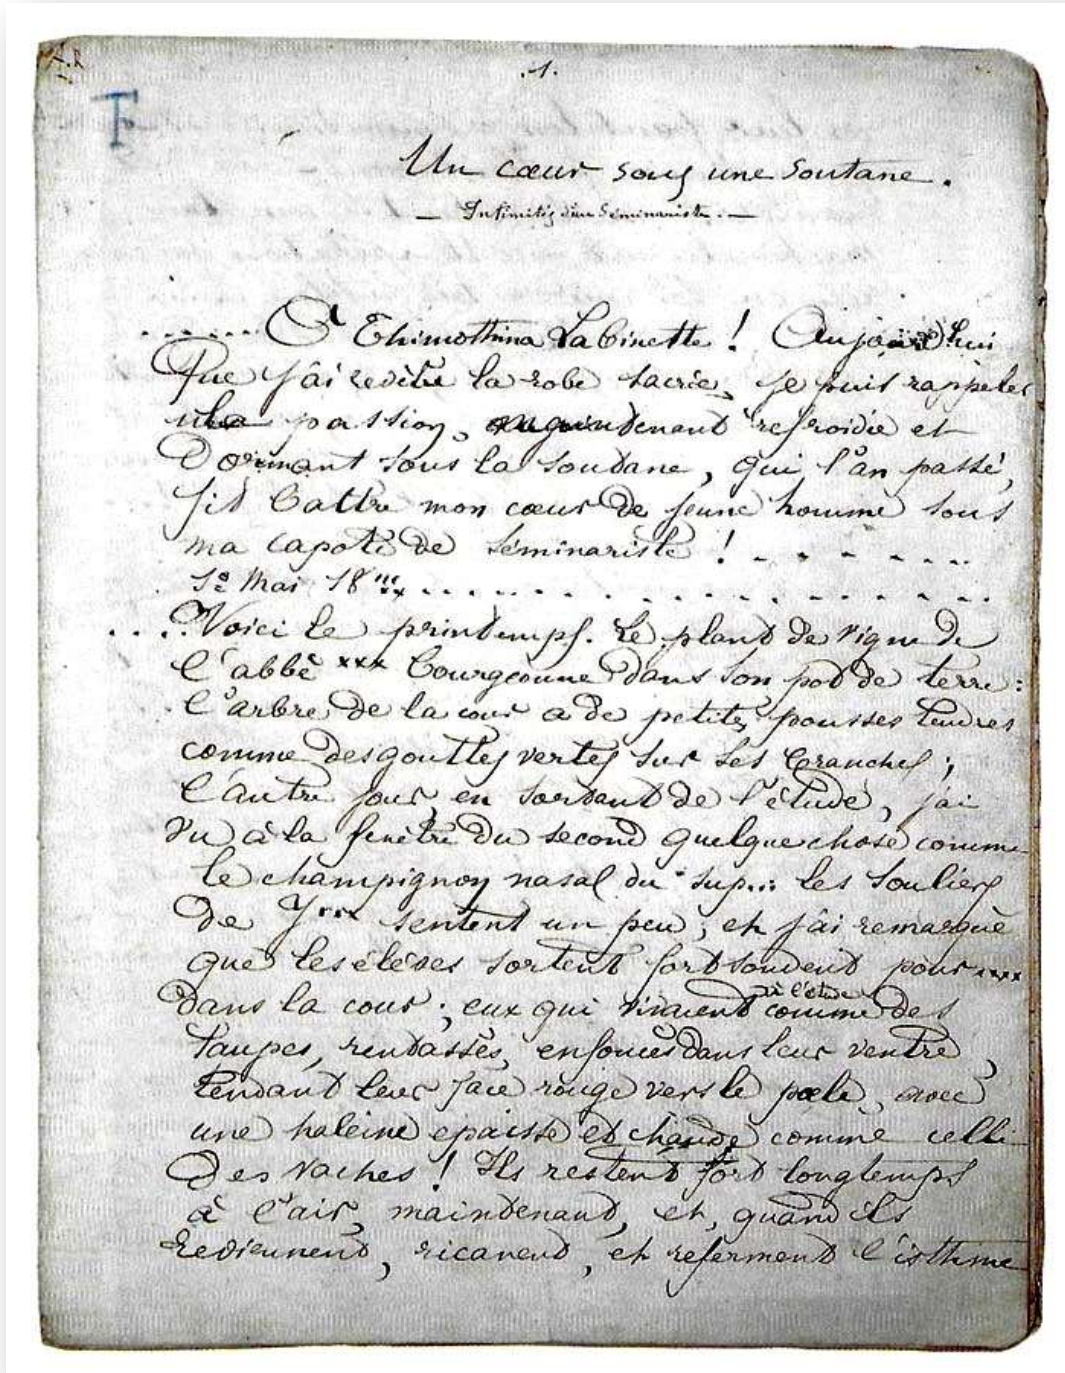 .1.
F
Un cœur sous une soutane.
— Intimités d'un Séminariste. —
...... O Thimothina Labinette ! Aujourd'hui
Que j'ai revêtu la robe sacrée, je puis rappeler
la passion, maintenant refroidie et
Dormant sous la soutane, qui l'an passé,
fit battre mon cœur de jeune homme sous
ma capote de séminariste ! . . . . . . .
1er Mai 18... . . . . . . . . . . . . . . . .
....Voici le printemps. Le plant de vigne de
l'abbé xxx bourgeonne dans son pot de terre :
l'arbre de la cour a de petites pousses tendres
comme des gouttes vertes sur ses branches ;
l'autre jour, en sortant de l'étude, j'ai
vu à la fenêtre du second quelque chose comme
le champignon nasal du sup... les souliers
de J*** sentent un peu ; et j'ai remarqué
que les élèves sortent fort souvent pour ....
à l'étude
dans la cour ; eux qui vivaient comme des
taupes, rentassés, enfoncés dans leur ventre,
tendant leur face rouge vers le poele, avec
une haleine epaisse et chaude comme celle
Des vaches ! Ils restent fort longtemps
à l'air, maintenant, et, quand ils
Reviennent, ricanent, et referment l'isthme